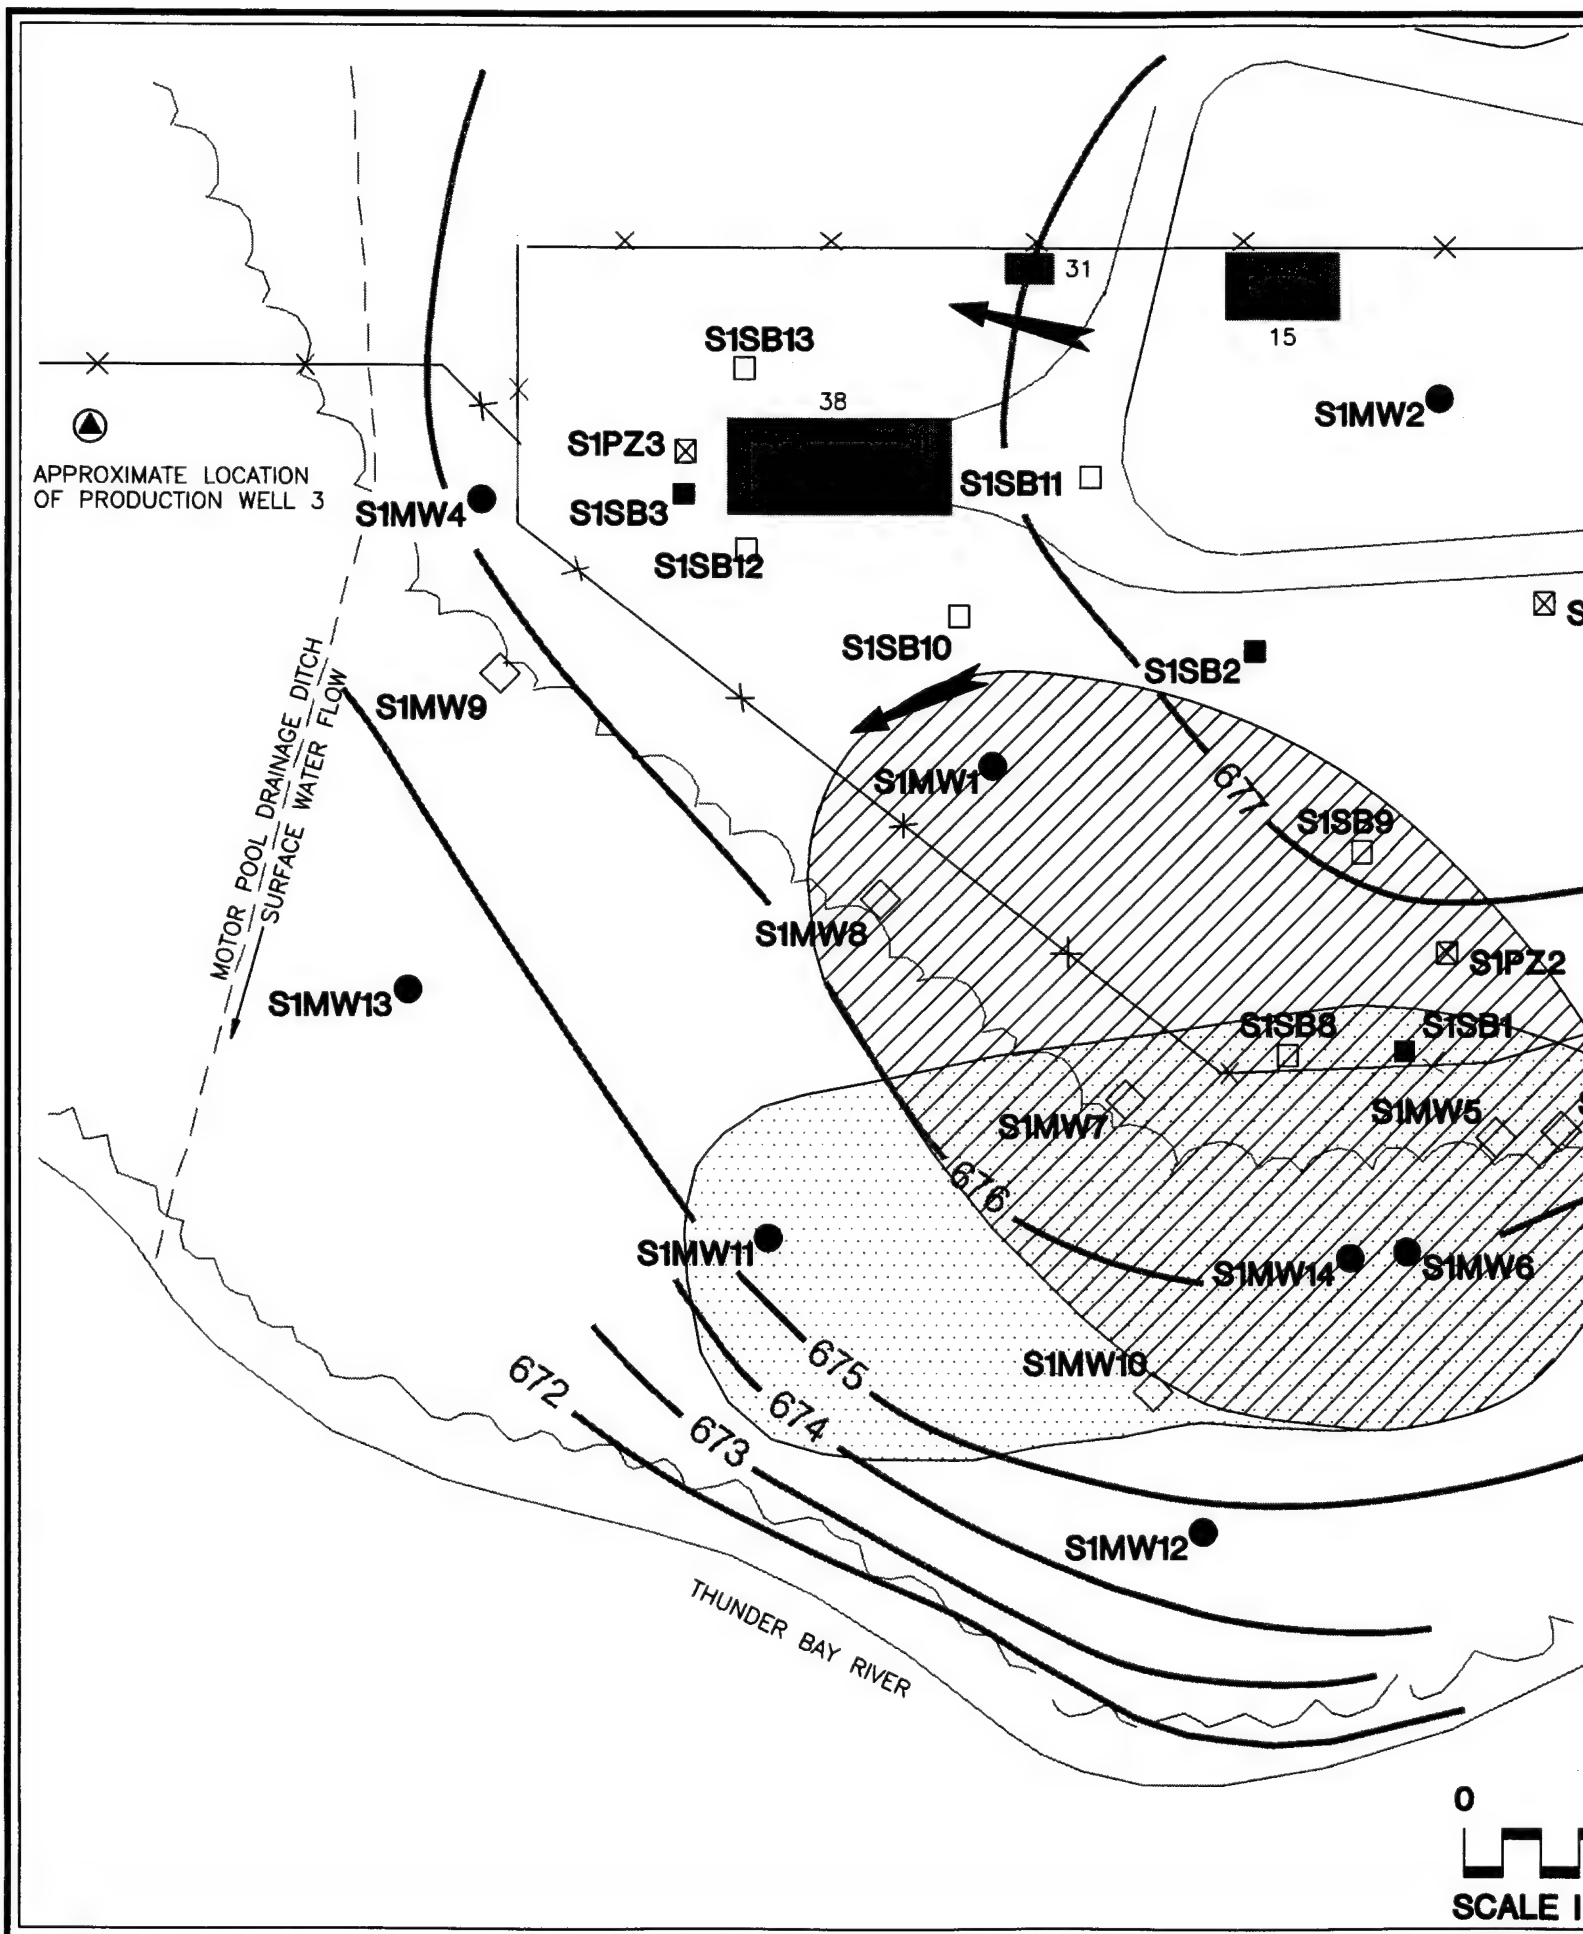 31
15
S1SB13
38
S1MW2
S1PZ3
APPROXIMATE LOCATION
OF PRODUCTION WELL 3
S1SB11
S1MW4
S1SB3
S1SB12
S
S1SB10
S1SB2
S1MW9
MOTOR POOL DRAINAGE DITCH
SURFACE WATER FLOW
S1MW1
677
S1SB9
S1MW8
S1PZ2
S1MW13
S1SB8
S1SB1
S1MW7
S1MW5
S
676
S1MW11
S1MW14
S1MW6
675
S1MW10
672
674
673
S1MW12
THUNDER BAY RIVER
0
SCALE I